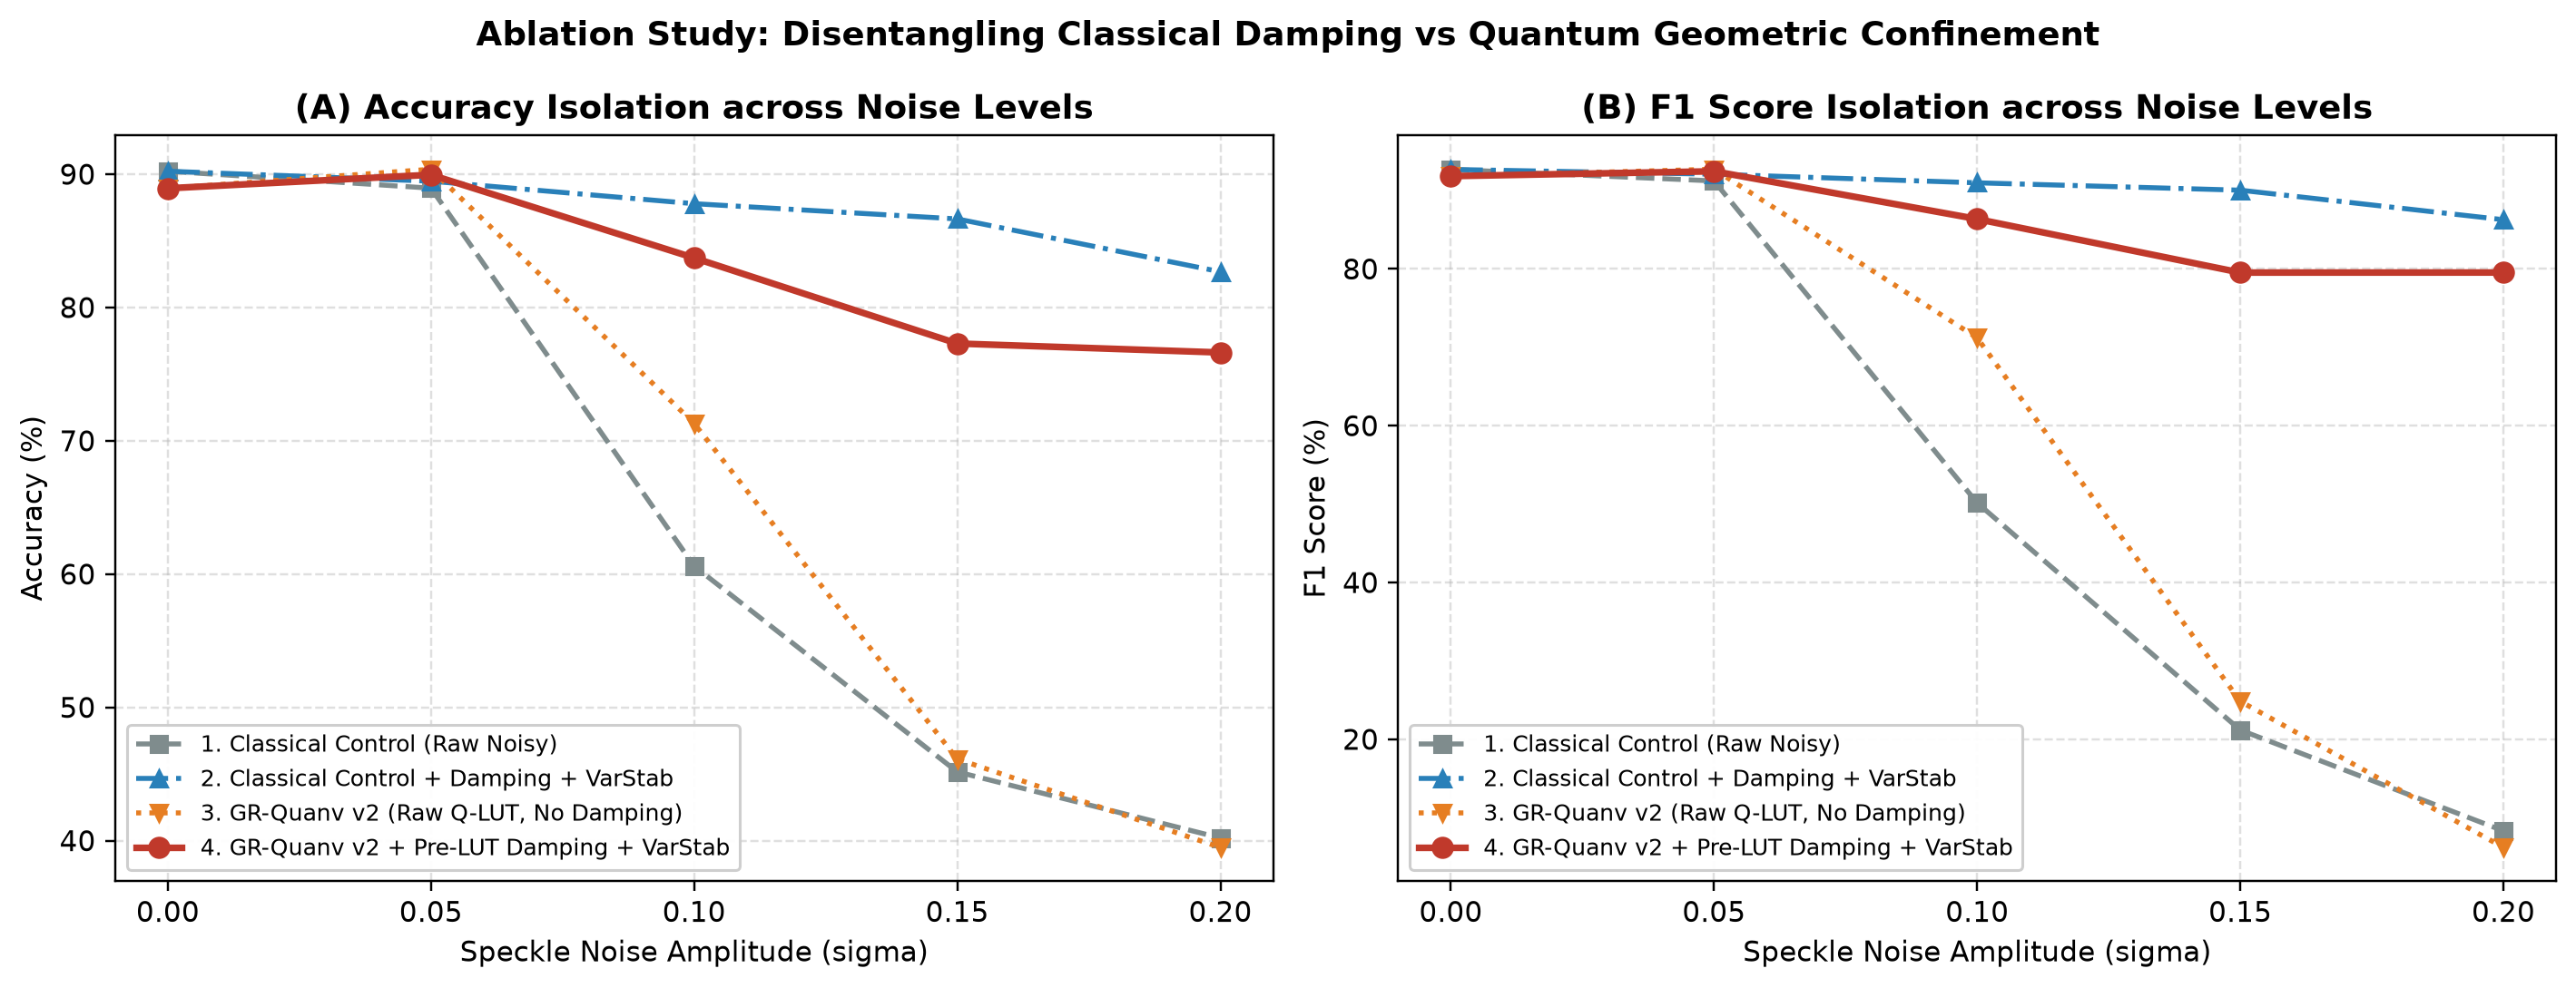 Ablation Study: Disentangling Classical Damping vs Quantum Geometric Confinement
(A) Accuracy Isolation across Noise Levels
Accuracy (%)
90
80
70
60
50
40
1. Classical Control (Raw Noisy)
2. Classical Control + Damping + VarStab
3. GR-Quanv v2 (Raw Q-LUT, No Damping)
4. GR-Quanv v2 + Pre-LUT Damping + VarStab
0.00 0.05 0.10 0.15 0.20
Speckle Noise Amplitude (sigma)
(B) F1 Score Isolation across Noise Levels
F1 Score (%)
80
60
40
20
1. Classical Control (Raw Noisy)
2. Classical Control + Damping + VarStab
3. GR-Quanv v2 (Raw Q-LUT, No Damping)
4. GR-Quanv v2 + Pre-LUT Damping + VarStab
0.00 0.05 0.10 0.15 0.20
Speckle Noise Amplitude (sigma)